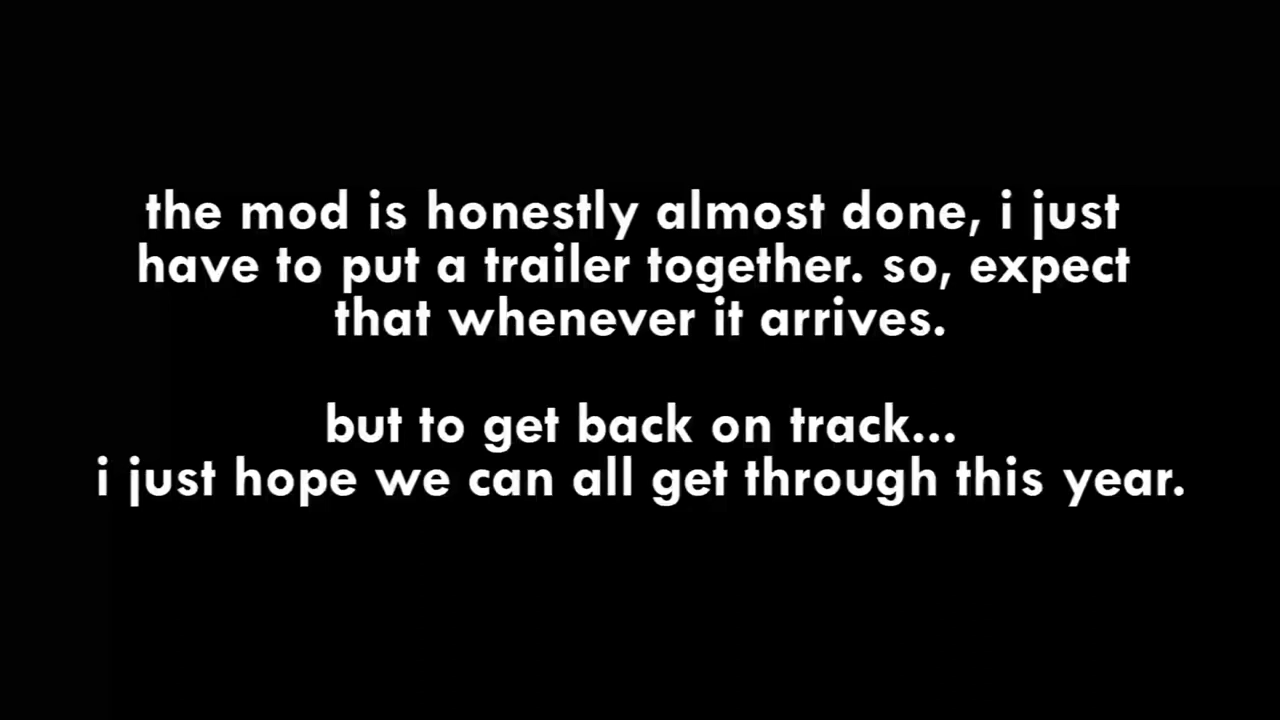 the mod is honestly almost done, i just
have to put a trailer together. so, expect
that whenever it arrives.
but to get back on track...
i just hope we can all get through this year.